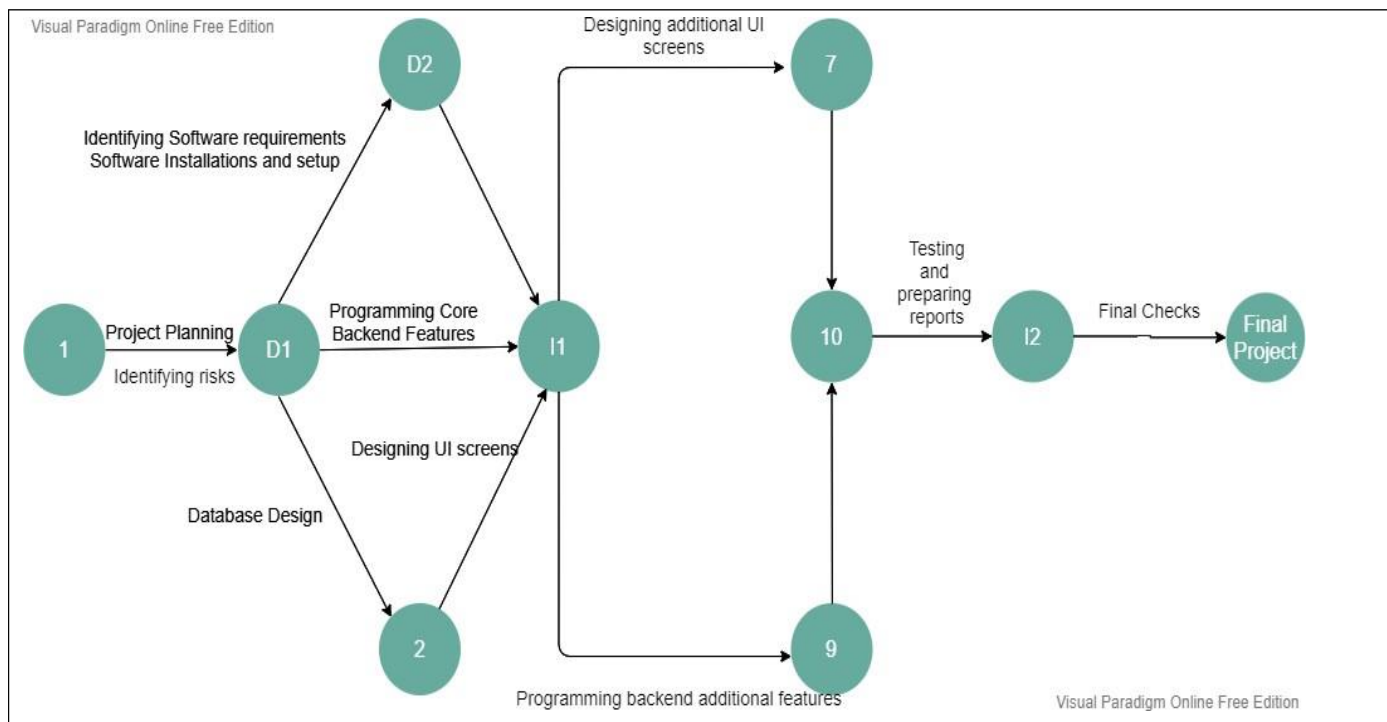 Visual Paradigm Online Free Edition
Designing additional UI
screens
D2
7
Identifying Software requirements
Software Installations and setup
Programming Core
Backend Features
Testing
and
preparing
reports
Project Planning
Identifying risks
1
D1
I1
10
I2
Final Checks
Final
Project
Designing UI screens
Database Design
2
9
Programming backend additional features
Visual Paradigm Online Free Edition